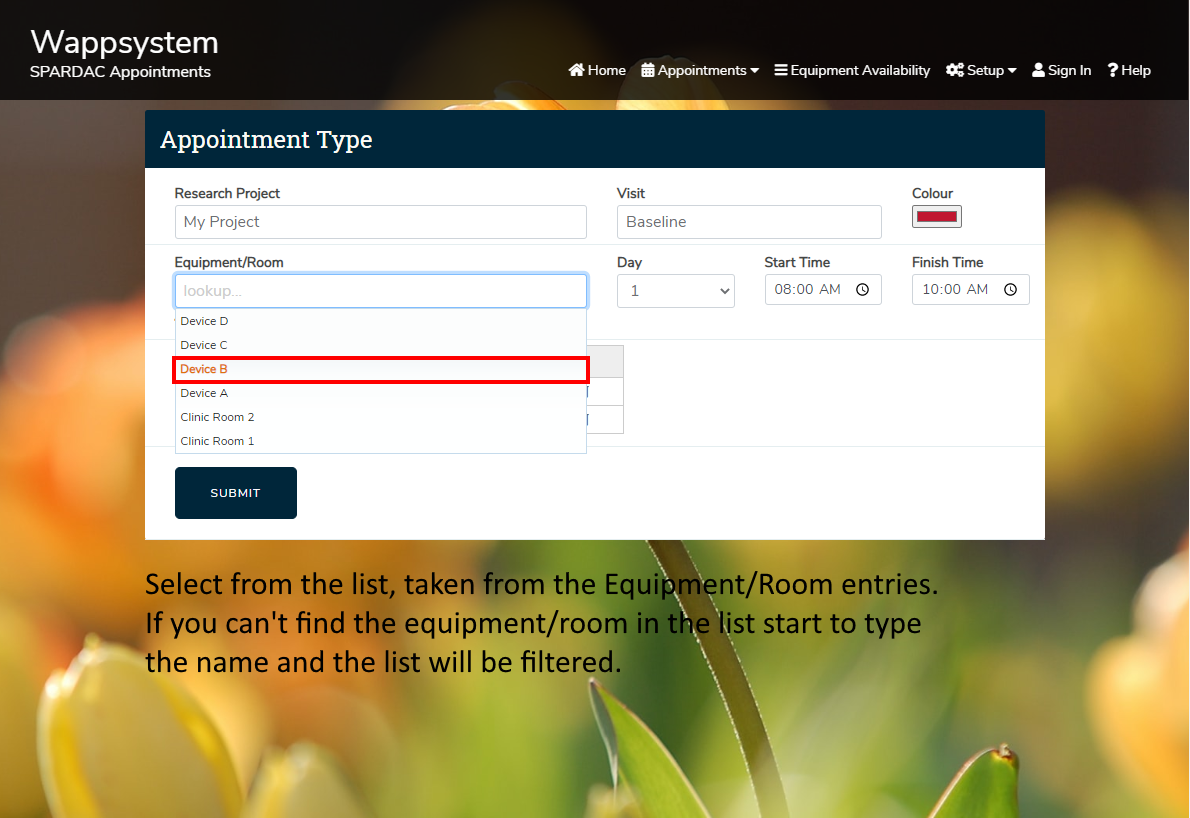 Wappsystem
SPARDAC Appointments
Home Appointments Equipment Availability Setup Sign In Help
Appointment Type
Research Project Visit Colour
My Project Baseline
Equipment/Room Day Start Time Finish Time
lookup... 1 08:00 AM 10:00 AM
Device D
Device C
Device B
Device A
Clinic Room 2
Clinic Room 1
SUBMIT
Select from the list, taken from the Equipment/Room entries.
If you can't find the equipment/room in the list start to type
the name and the list will be filtered.